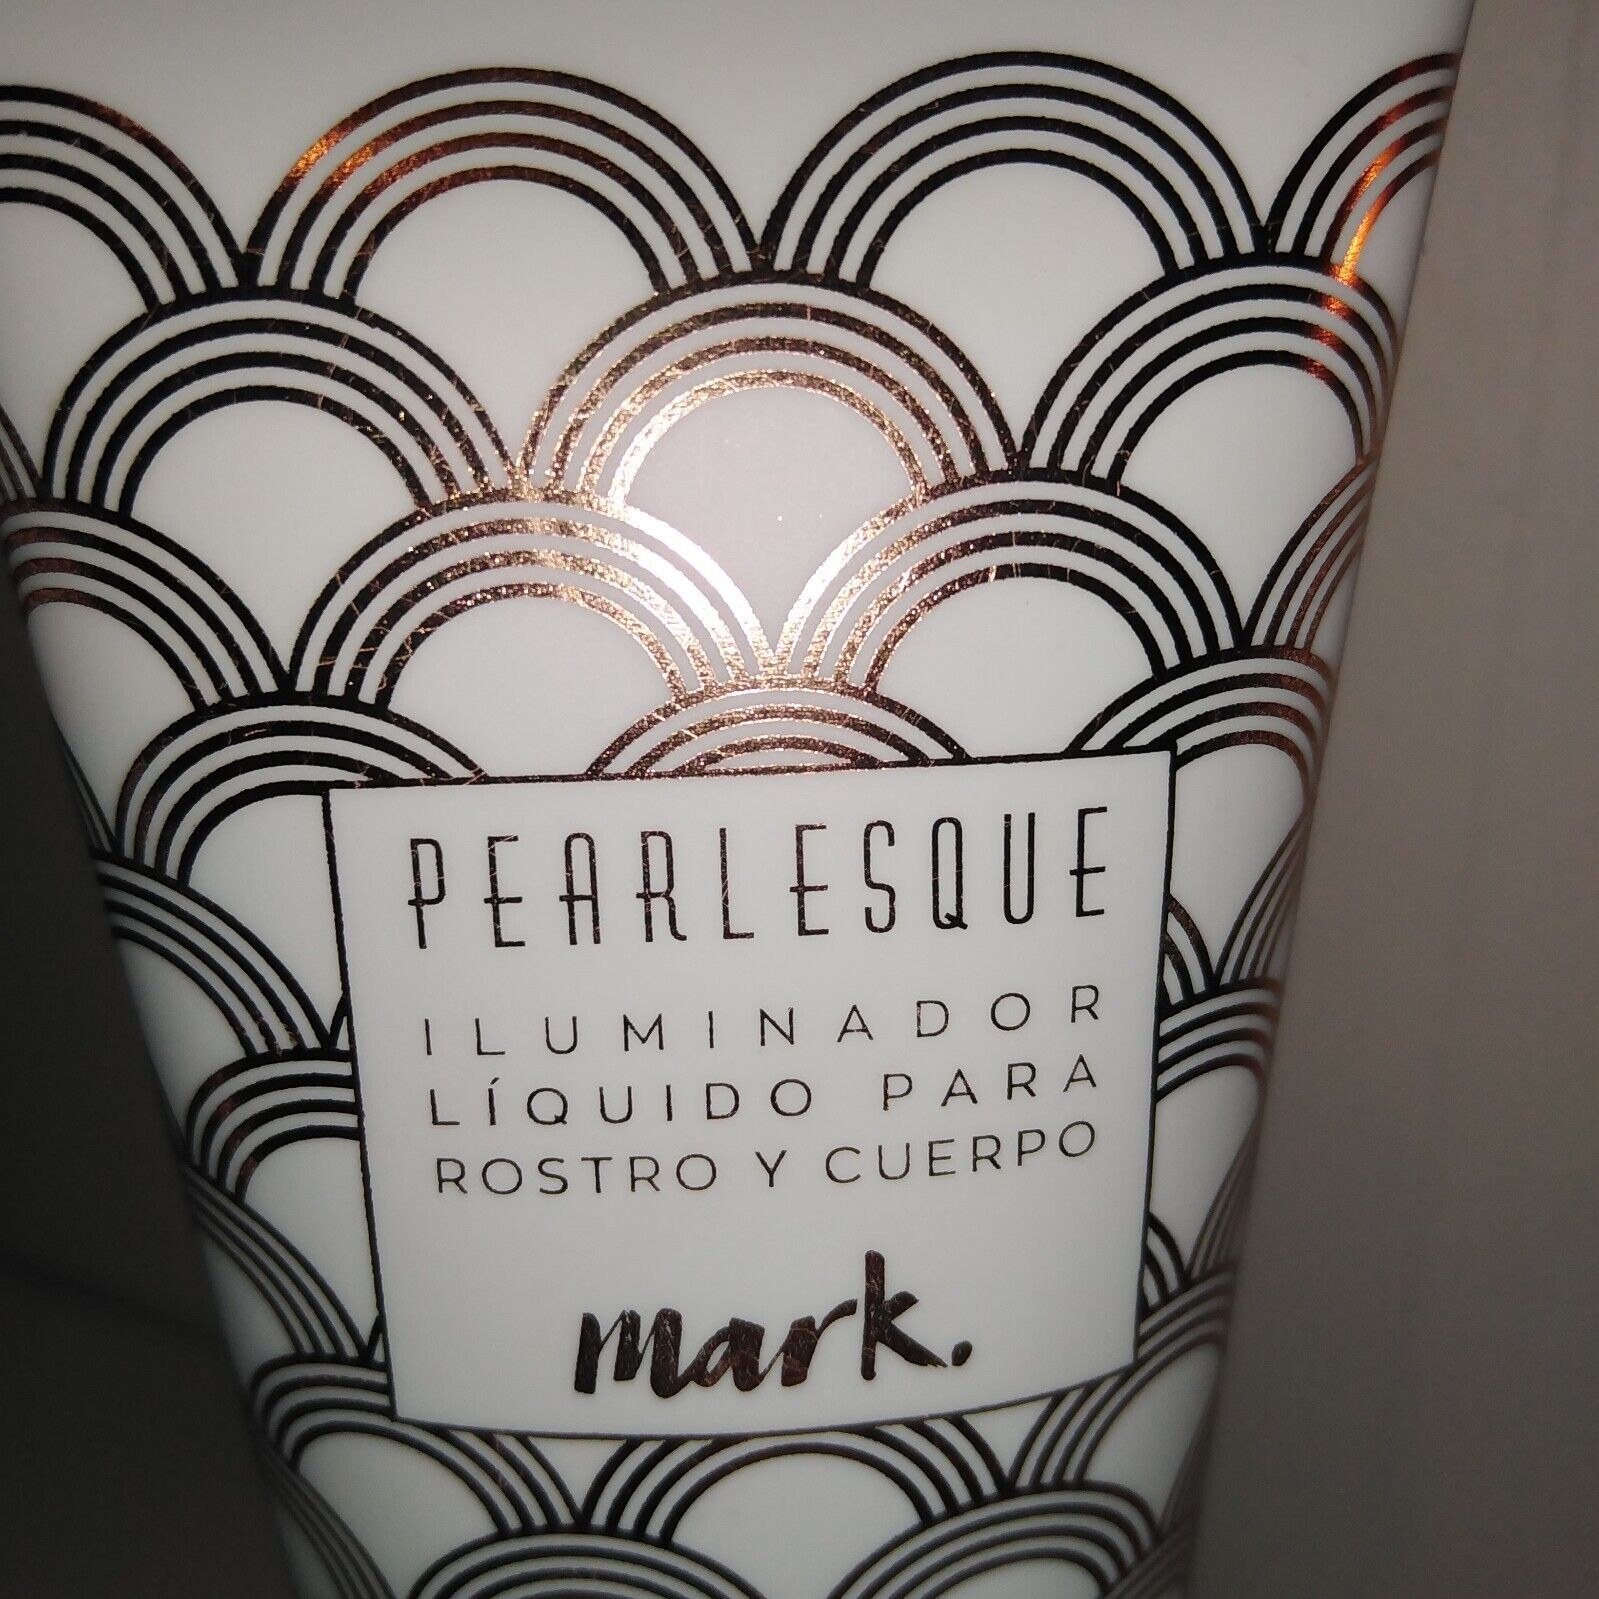 PEARLESQUE
ILUMINADOR
LÍQUIDO PARA
ROSTRO Y CUERPO
mark.